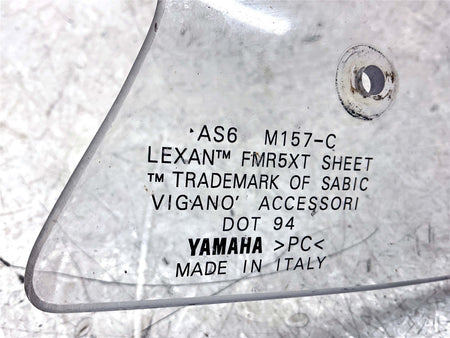 AS6 M157-C
LEXAN™ FMR5XT SHEET
™ TRADEMARK OF SABIC
VIGANO' ACCESSORI
DOT 94
YAMAHA >PC<
MADE IN ITALY